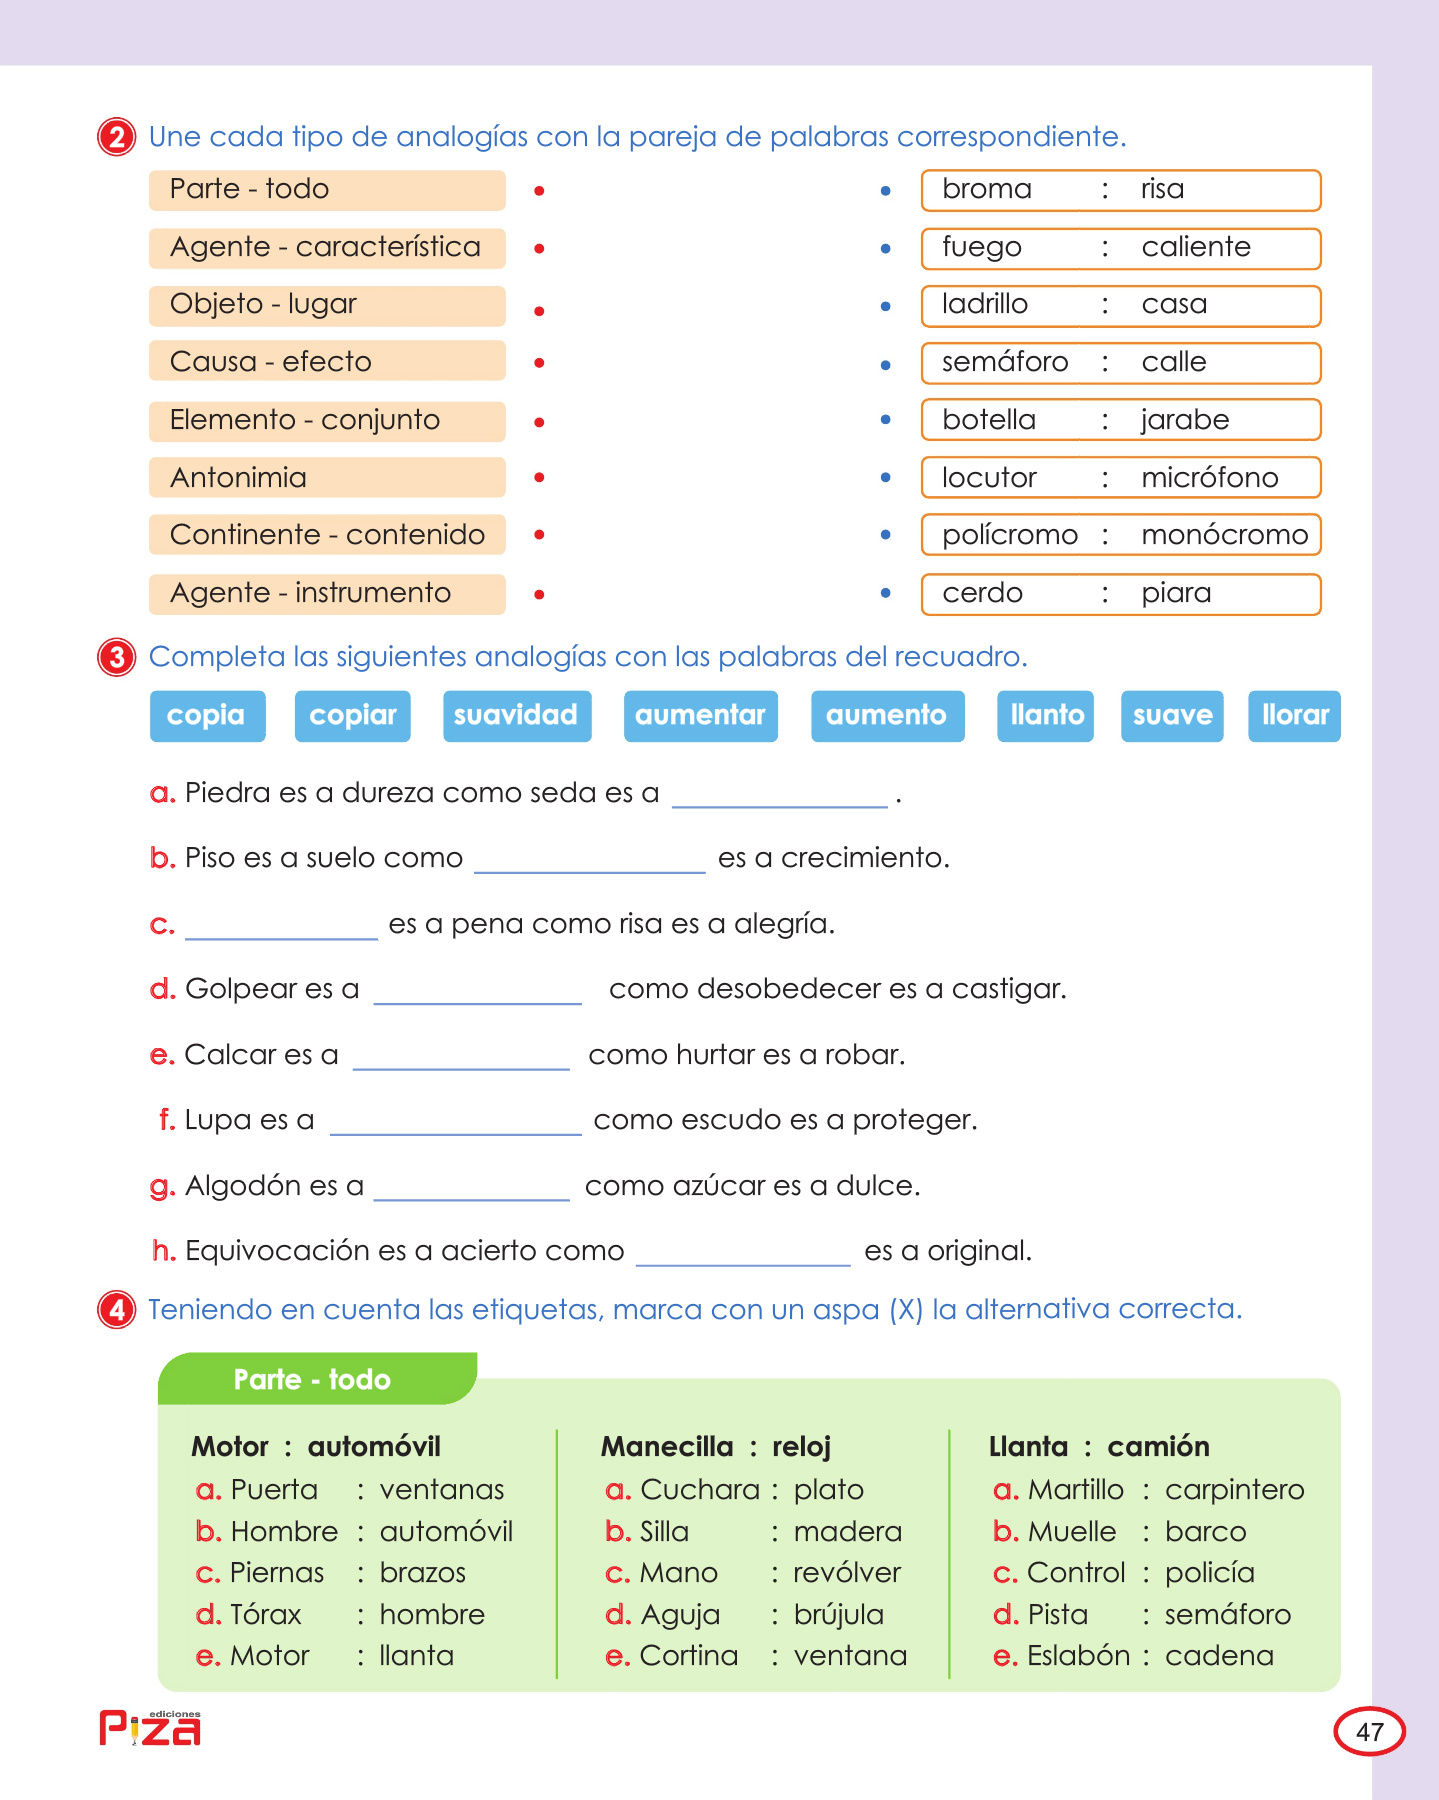 2 Une cada tipo de analogías con la pareja de palabras correspondiente.
Parte - todo • • broma : risa
Agente - característica • • fuego : caliente
Objeto - lugar • • ladrillo : casa
Causa - efecto • • semáforo : calle
Elemento - conjunto • • botella : jarabe
Antonimia • • locutor : micrófono
Continente - contenido • • polícromo : monócromo
Agente - instrumento • • cerdo : piara
3 Completa las siguientes analogías con las palabras del recuadro.
copia copiar suavidad aumentar aumento llanto suave llorar
a. Piedra es a dureza como seda es a ______________ .
b. Piso es a suelo como ______________ es a crecimiento.
c. ______________ es a pena como risa es a alegría.
d. Golpear es a ______________ como desobedecer es a castigar.
e. Calcar es a ______________ como hurtar es a robar.
f. Lupa es a ______________ como escudo es a proteger.
g. Algodón es a ______________ como azúcar es a dulce.
h. Equivocación es a acierto como ______________ es a original.
4 Teniendo en cuenta las etiquetas, marca con un aspa (X) la alternativa correcta.
Parte - todo
Motor : automóvil
a. Puerta : ventanas
b. Hombre : automóvil
c. Piernas : brazos
d. Tórax : hombre
e. Motor : llanta
Manecilla : reloj
a. Cuchara : plato
b. Silla : madera
c. Mano : revólver
d. Aguja : brújula
e. Cortina : ventana
Llanta : camión
a. Martillo : carpintero
b. Muelle : barco
c. Control : policía
d. Pista : semáforo
e. Eslabón : cadena
ediciones
Piza
47